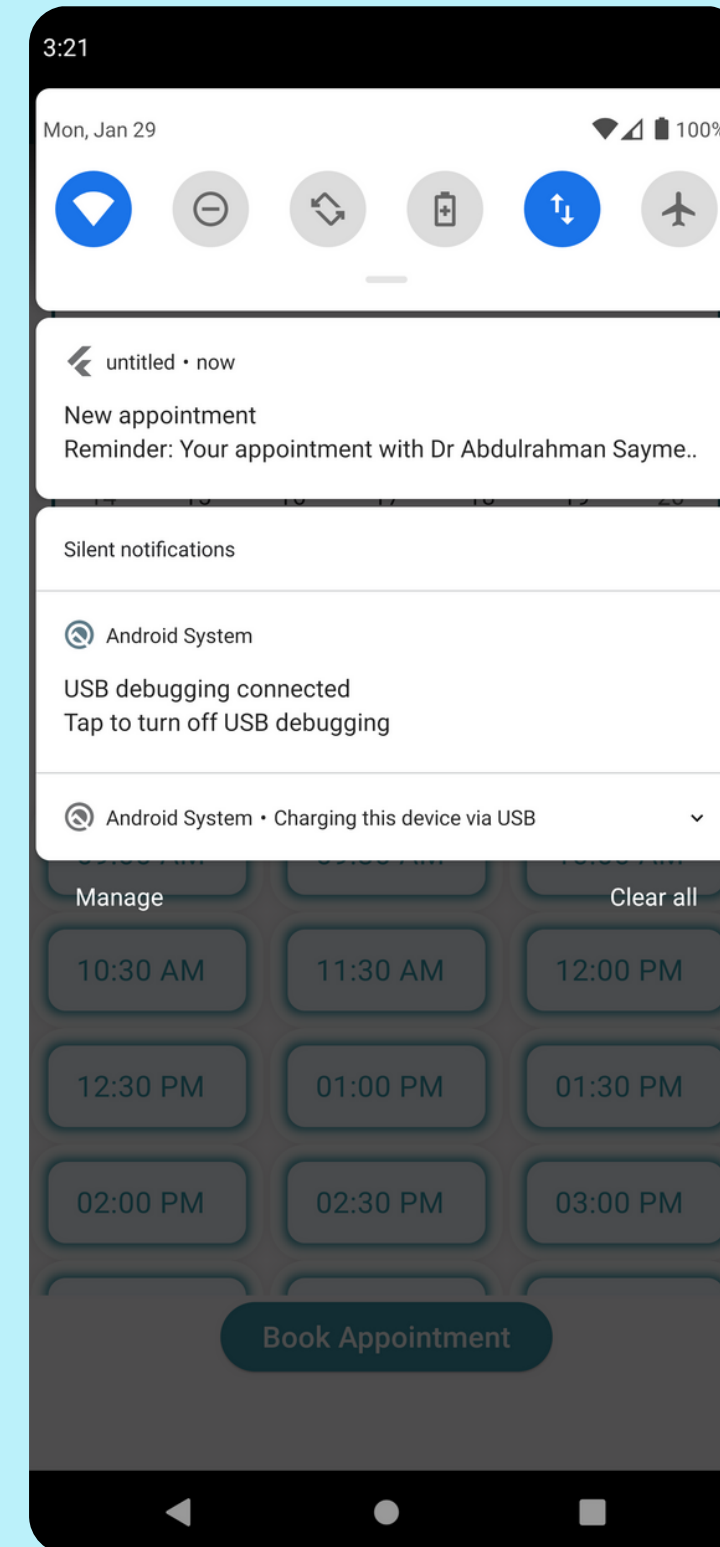 3:21
Mon, Jan 29 100%
untitled • now
New appointment
Reminder: Your appointment with Dr Abdulrahman Sayme..
Silent notifications
Android System
USB debugging connected
Tap to turn off USB debugging
Android System • Charging this device via USB
Manage Clear all
10:30 AM 11:30 AM 12:00 PM
12:30 PM 01:00 PM 01:30 PM
02:00 PM 02:30 PM 03:00 PM
Book Appointment